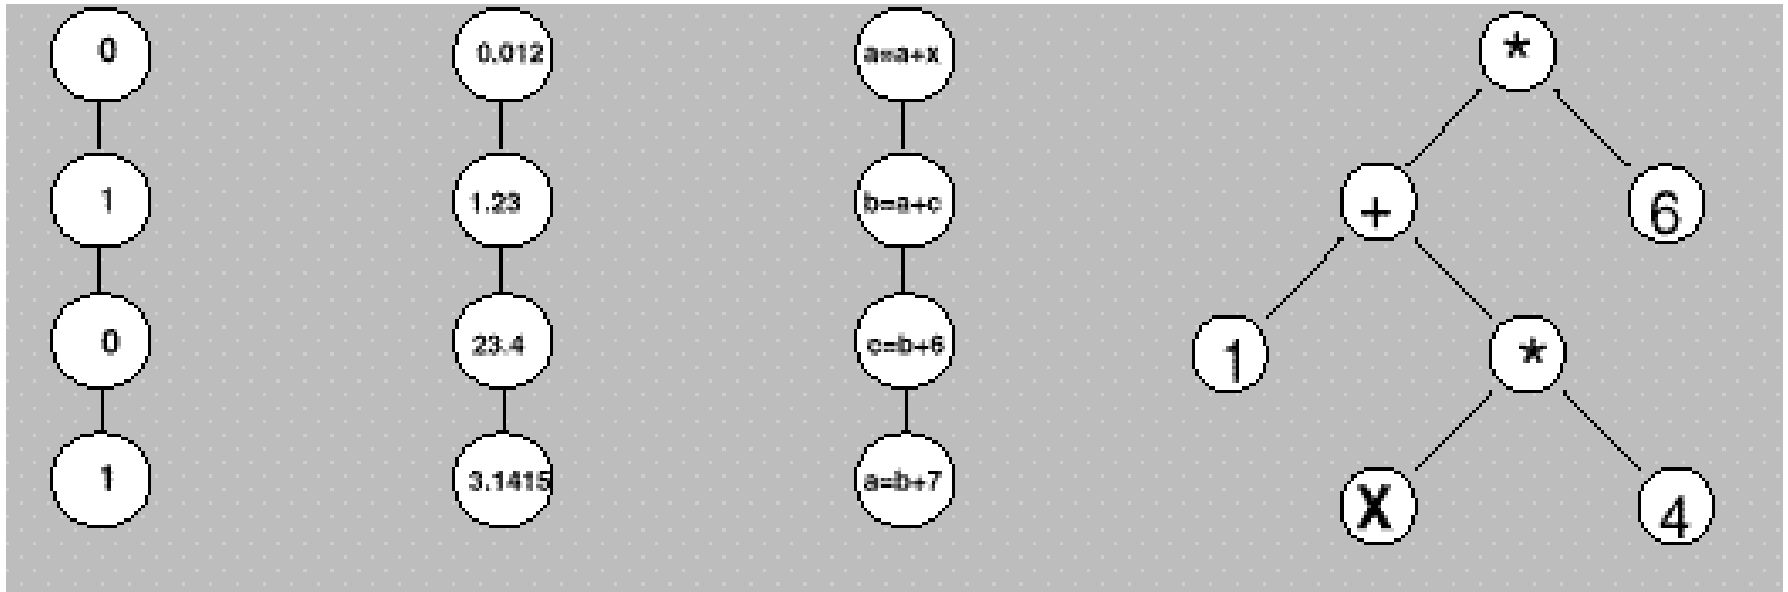 0
1
0
1
0.012
1.23
23.4
3.1415
a=a+x
b=a+c
c=b+6
a=b+7
*
+
6
1
*
X
4